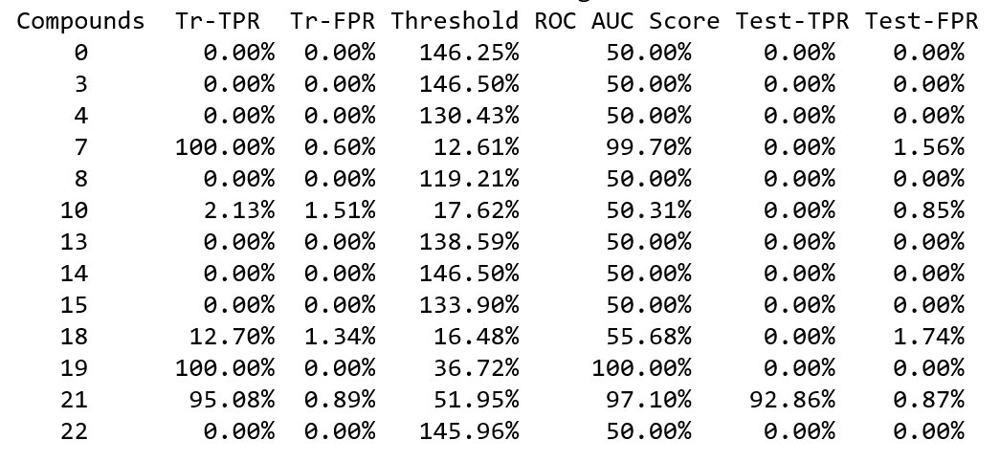 Compounds Tr-TPR Tr-FPR Threshold ROC AUC Score Test-TPR Test-FPR
0 0.00% 0.00% 146.25% 50.00% 0.00% 0.00%
3 0.00% 0.00% 146.50% 50.00% 0.00% 0.00%
4 0.00% 0.00% 130.43% 50.00% 0.00% 0.00%
7 100.00% 0.60% 12.61% 99.70% 0.00% 1.56%
8 0.00% 0.00% 119.21% 50.00% 0.00% 0.00%
10 2.13% 1.51% 17.62% 50.31% 0.00% 0.85%
13 0.00% 0.00% 138.59% 50.00% 0.00% 0.00%
14 0.00% 0.00% 146.50% 50.00% 0.00% 0.00%
15 0.00% 0.00% 133.90% 50.00% 0.00% 0.00%
18 12.70% 1.34% 16.48% 55.68% 0.00% 1.74%
19 100.00% 0.00% 36.72% 100.00% 0.00% 0.00%
21 95.08% 0.89% 51.95% 97.10% 92.86% 0.87%
22 0.00% 0.00% 145.96% 50.00% 0.00% 0.00%